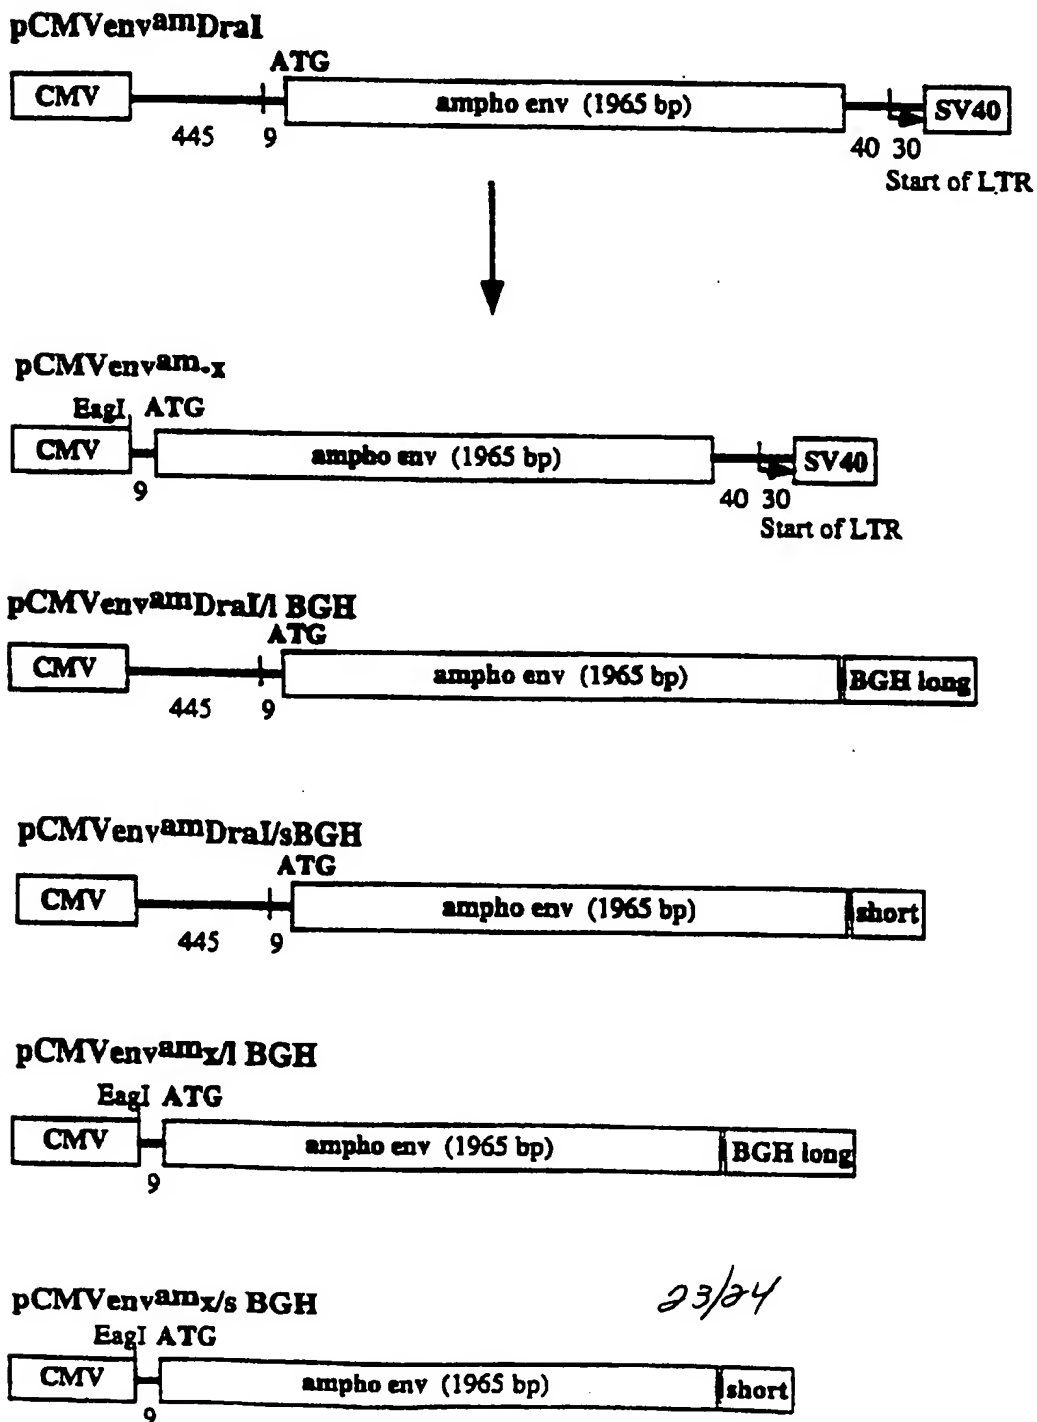 pCMVenvamDraI
ATG
CMV ampho env (1965 bp) SV40
445 9 40 30
Start of LTR
pCMVenvam-x
EagI ATG
CMV ampho env (1965 bp) SV40
9 40 30
Start of LTR
pCMVenvamDraI/l BGH
ATG
CMV ampho env (1965 bp) BGH long
445 9
pCMVenvamDraI/sBGH
ATG
CMV ampho env (1965 bp) short
445 9
pCMVenvamx/l BGH
EagI ATG
CMV ampho env (1965 bp) BGH long
9
pCMVenvamx/s BGH
23/24
EagI ATG
CMV ampho env (1965 bp) short
9